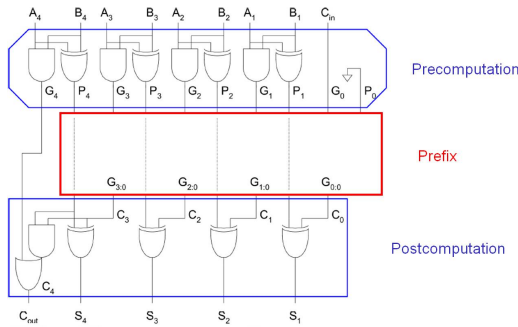 A4 B4 A3 B3 A2 B2 A1 B1 Cin
Precomputation
G4 P4 G3 P3 G2 P2 G1 P1 G0 P0
Prefix
G3:0 G2:0 G1:0 G0:0
C3 C2 C1 C0
Postcomputation
C4
Cout S4 S3 S2 S1